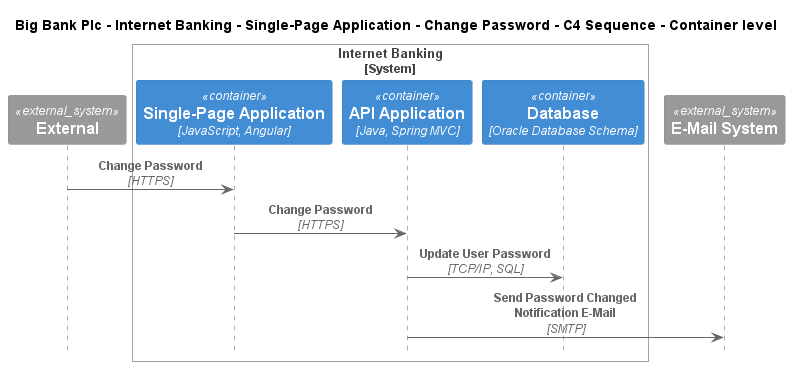 Big Bank Plc - Internet Banking - Single-Page Application - Change Password - C4 Sequence - Container level
Internet Banking
[System]
«external_system»
External
«container»
Single-Page Application
[JavaScript, Angular]
«container»
API Application
[Java, Spring MVC]
«container»
Database
[Oracle Database Schema]
«external_system»
E-Mail System
Change Password
[HTTPS]
Change Password
[HTTPS]
Update User Password
[TCP/IP, SQL]
Send Password Changed
Notification E-Mail
[SMTP]